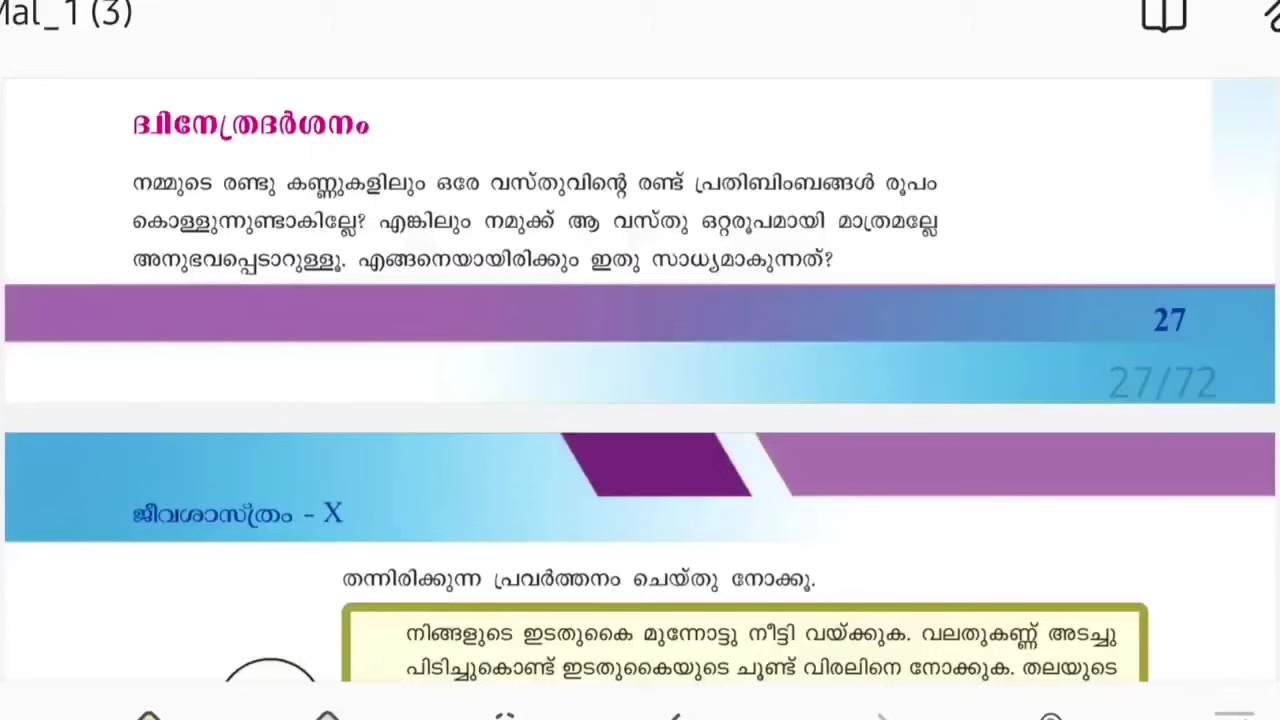 Mal_1 (3)
ദ്വിനേത്രദർശനം
നമ്മുടെ രണ്ടു കണ്ണുകളിലും ഒരേ വസ്തുവിന്റെ രണ്ട് പ്രതിബിംബങ്ങൾ രൂപം
കൊള്ളുന്നുണ്ടാകില്ലേ? എങ്കിലും നമുക്ക് ആ വസ്തു ഒറ്റരൂപമായി മാത്രമല്ലേ
അനുഭവപ്പെടാറുള്ളൂ. എങ്ങനെയായിരിക്കും ഇതു സാധ്യമാകുന്നത്?
27
27/72
ജീവശാസ്ത്രം - X
തന്നിരിക്കുന്ന പ്രവർത്തനം ചെയ്തു നോക്കൂ.
നിങ്ങളുടെ ഇടതുകൈ മുന്നോട്ടു നീട്ടി വയ്ക്കുക. വലതുകണ്ണ് അടച്ചു
പിടിച്ചുകൊണ്ട് ഇടതുകൈയുടെ ചൂണ്ട് വിരലിനെ നോക്കുക. തലയുടെ